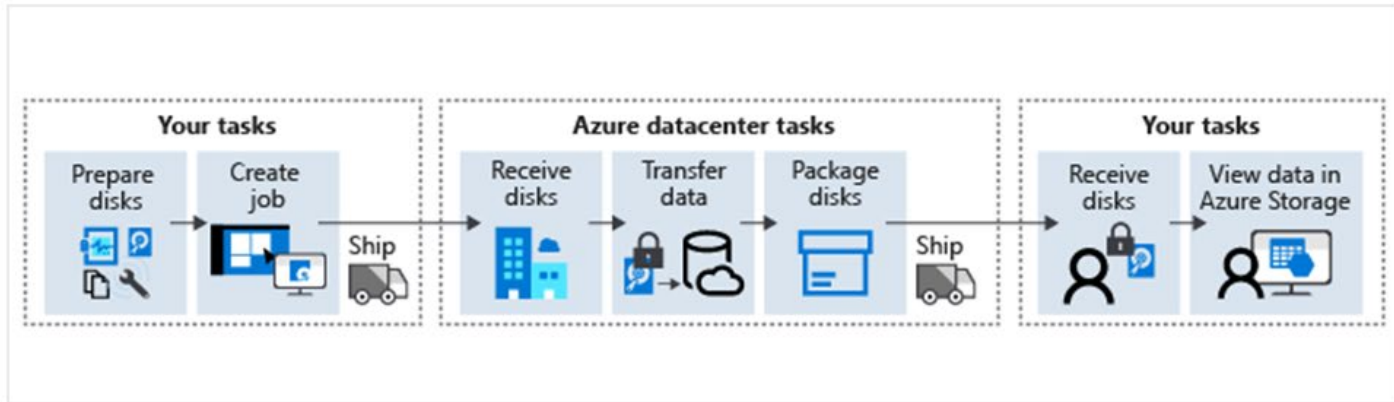 Your tasks
Prepare
disks
Create
job
Ship
Azure datacenter tasks
Receive
disks
Transfer
data
Package
disks
Ship
Your tasks
Receive
disks
View data in
Azure Storage